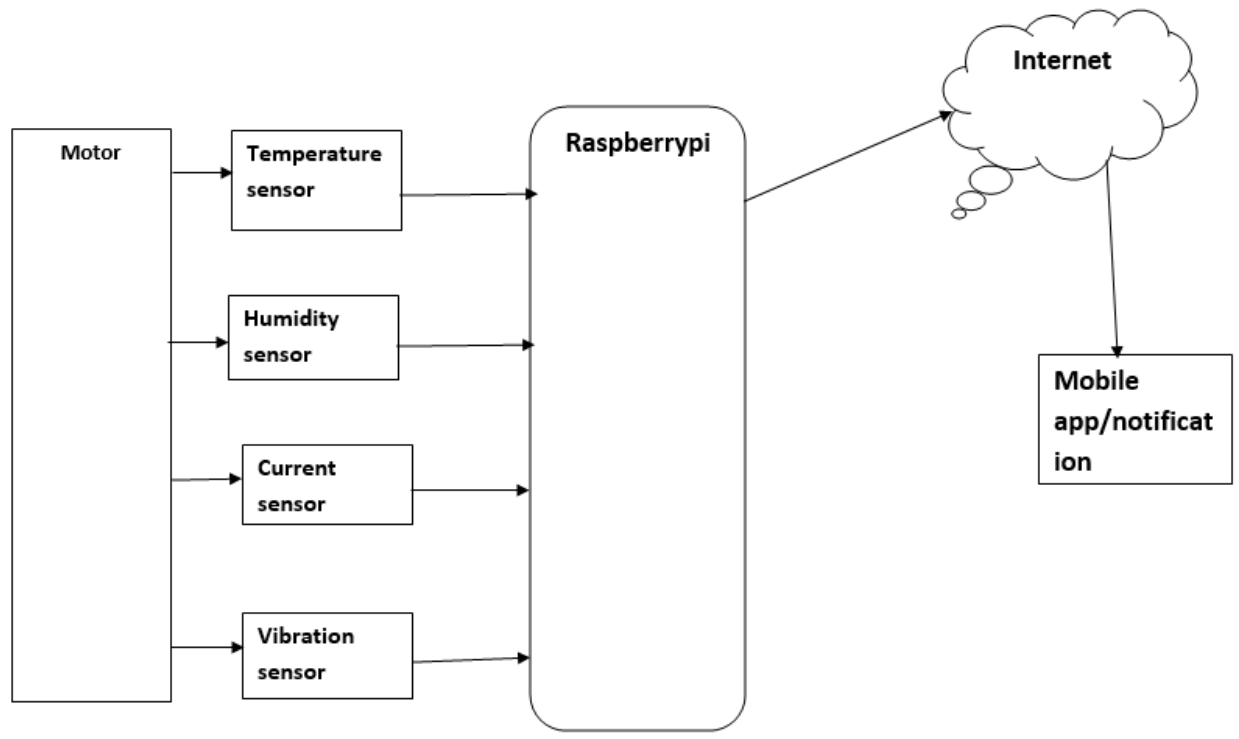 Motor
Temperature
sensor
Humidity
sensor
Current
sensor
Vibration
sensor
Raspberrypi
Internet
Mobile
app/notificat
ion